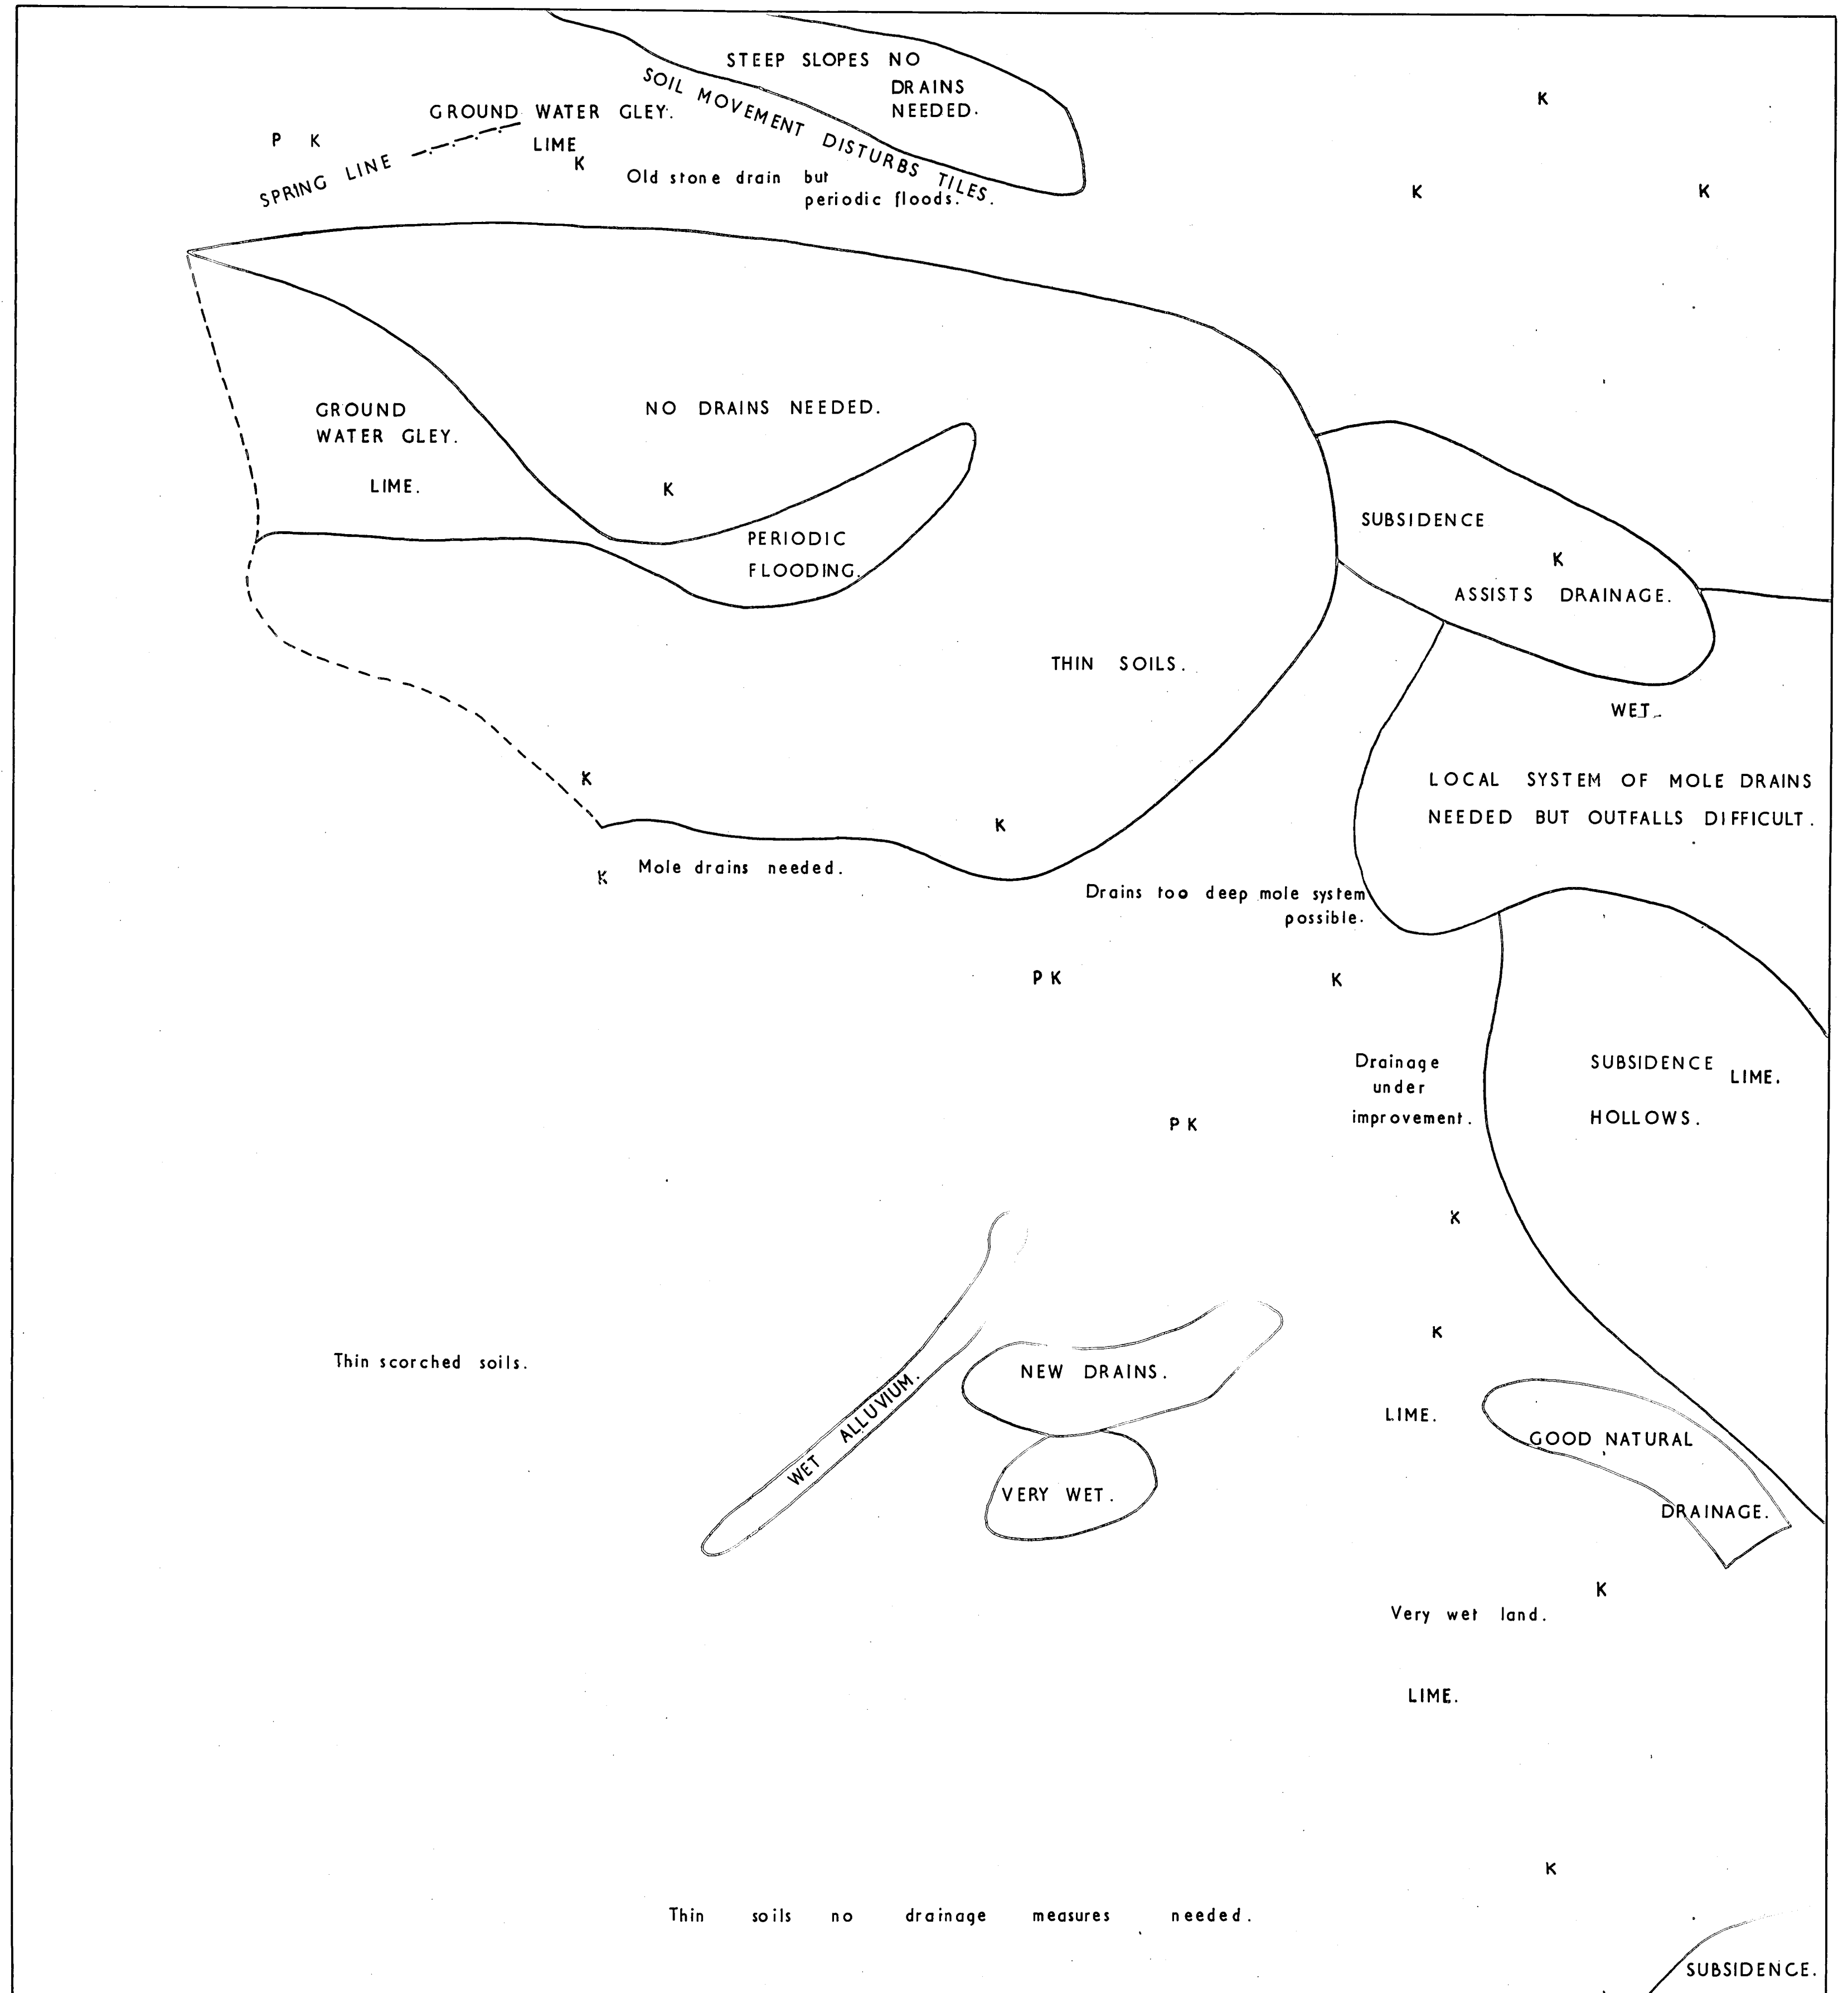 STEEP SLOPES NO
DRAINS
NEEDED.
SOIL MOVEMENT DISTURBS TILES.
K
GROUND WATER GLEY.
P K
LIME
K
SPRING LINE
Old stone drain but
periodic floods.
K
K
GROUND
WATER GLEY.
LIME.
NO DRAINS NEEDED.
K
PERIODIC
FLOODING.
SUBSIDENCE
K
ASSISTS DRAINAGE.
THIN SOILS.
WET.
LOCAL SYSTEM OF MOLE DRAINS
NEEDED BUT OUTFALLS DIFFICULT.
K
K
K
Mole drains needed.
Drains too deep mole system
possible.
P K
K
Drainage
under
improvement.
SUBSIDENCE LIME.
HOLLOWS.
P K
K
K
Thin scorched soils.
WET ALLUVIUM.
NEW DRAINS.
VERY WET.
LIME.
GOOD NATURAL
DRAINAGE.
K
Very wet land.
LIME.
K
Thin soils no drainage measures needed.
SUBSIDENCE.